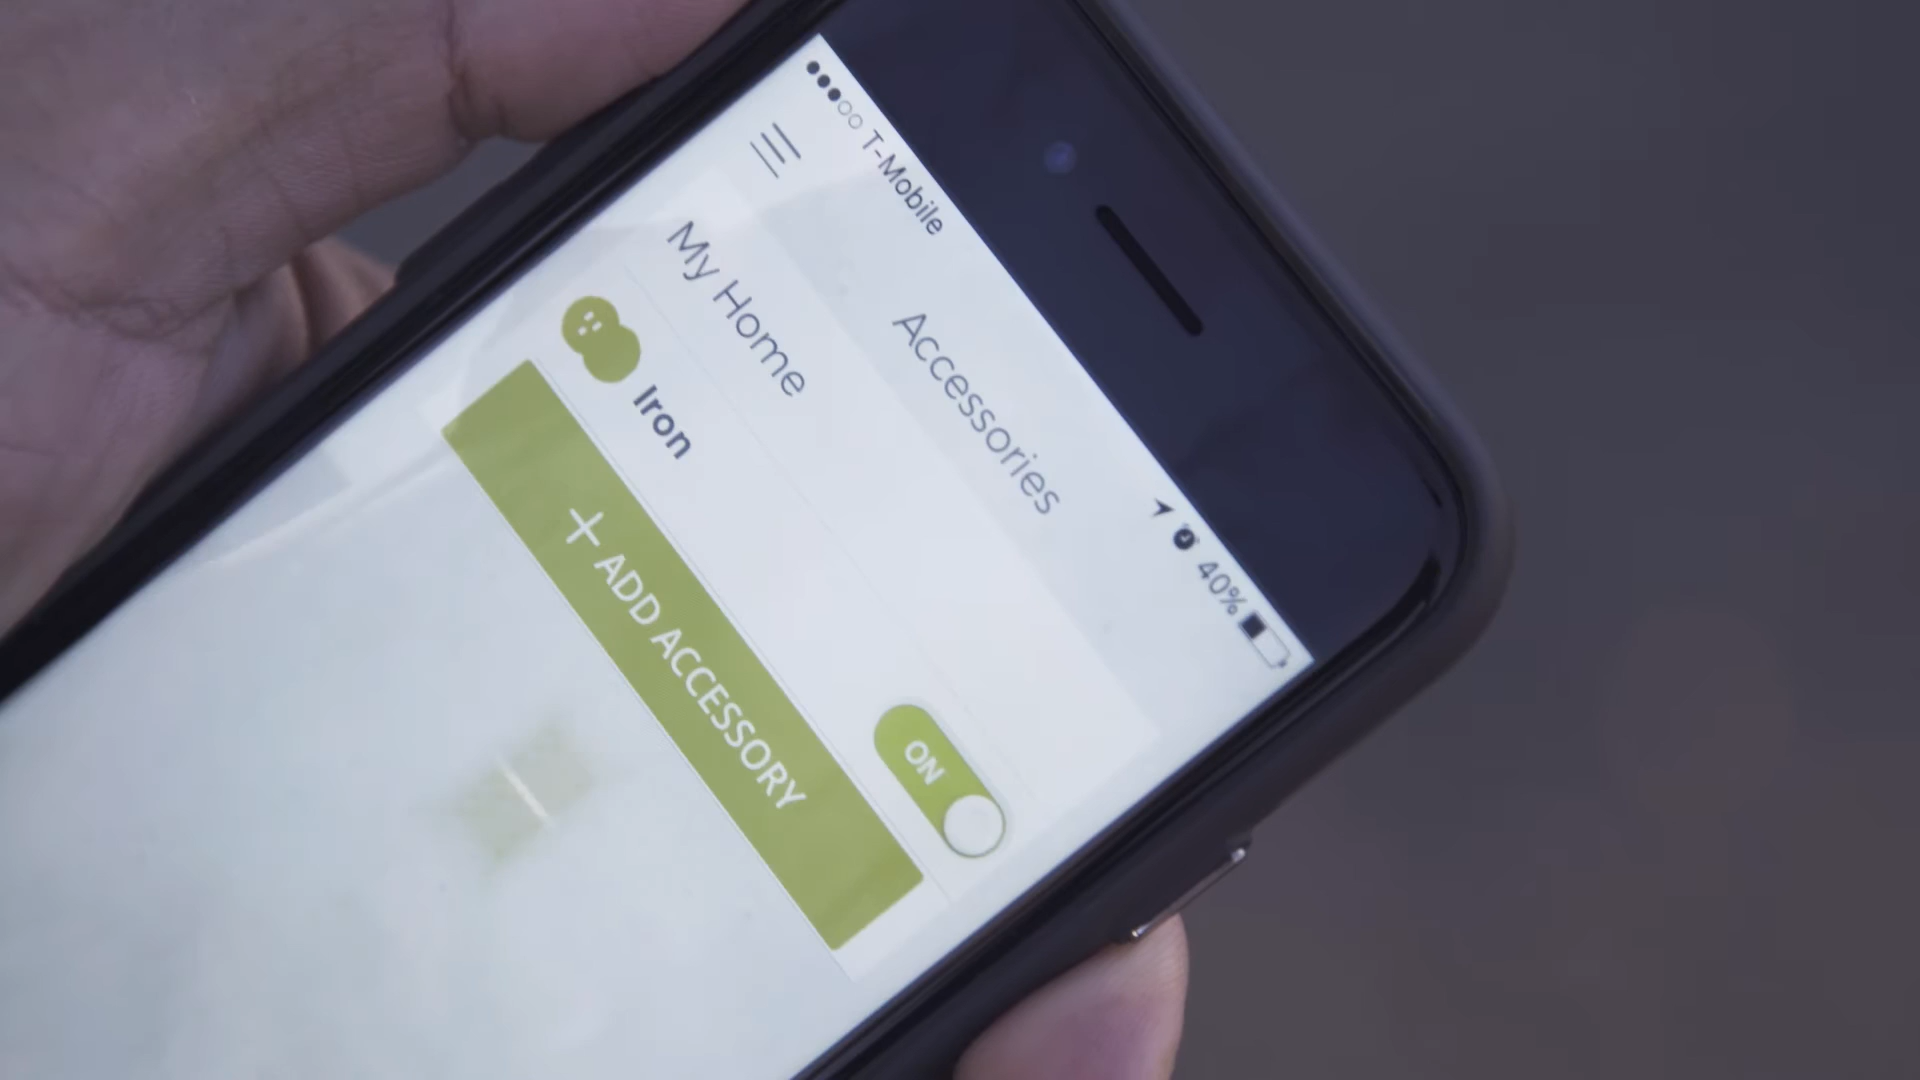 T-Mobile
40%
Accessories
My Home
Iron
ON
+ ADD ACCESSORY